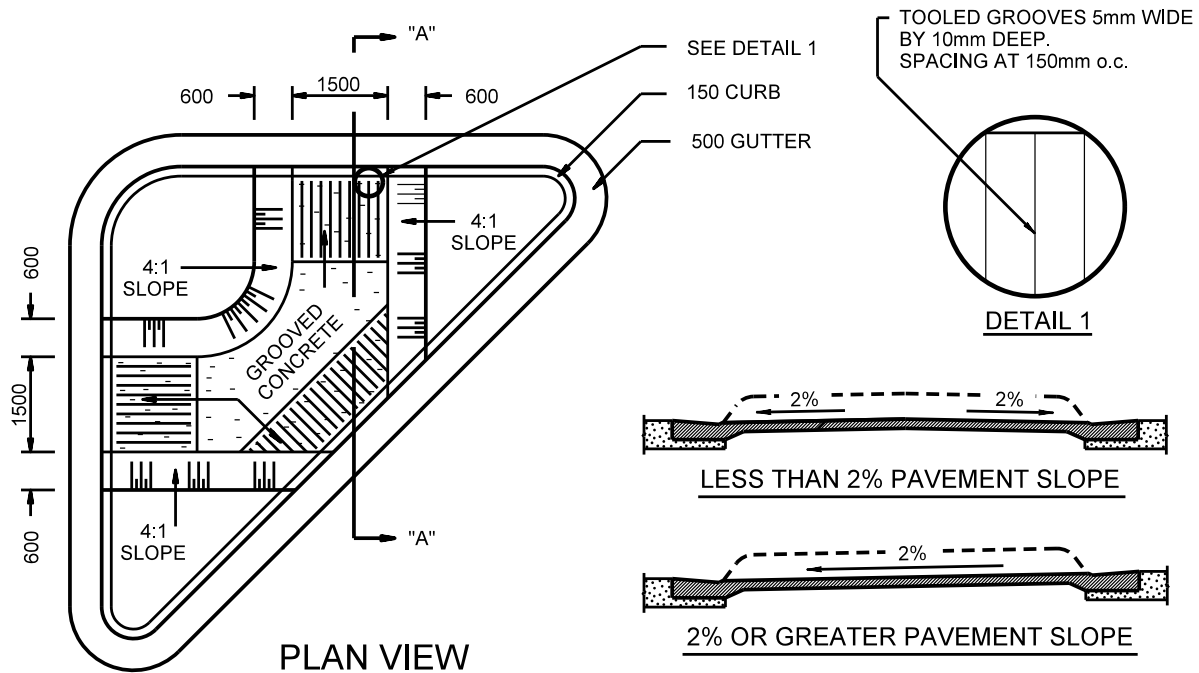 "A"
SEE DETAIL 1
600
1500
600
150 CURB
500 GUTTER
4:1
SLOPE
4:1
SLOPE
600
GROOVED
CONCRETE
1500
4:1
SLOPE
600
"A"
PLAN VIEW
TOOLED GROOVES 5mm WIDE
BY 10mm DEEP.
SPACING AT 150mm o.c.
DETAIL 1
2%
2%
LESS THAN 2% PAVEMENT SLOPE
2%
2% OR GREATER PAVEMENT SLOPE